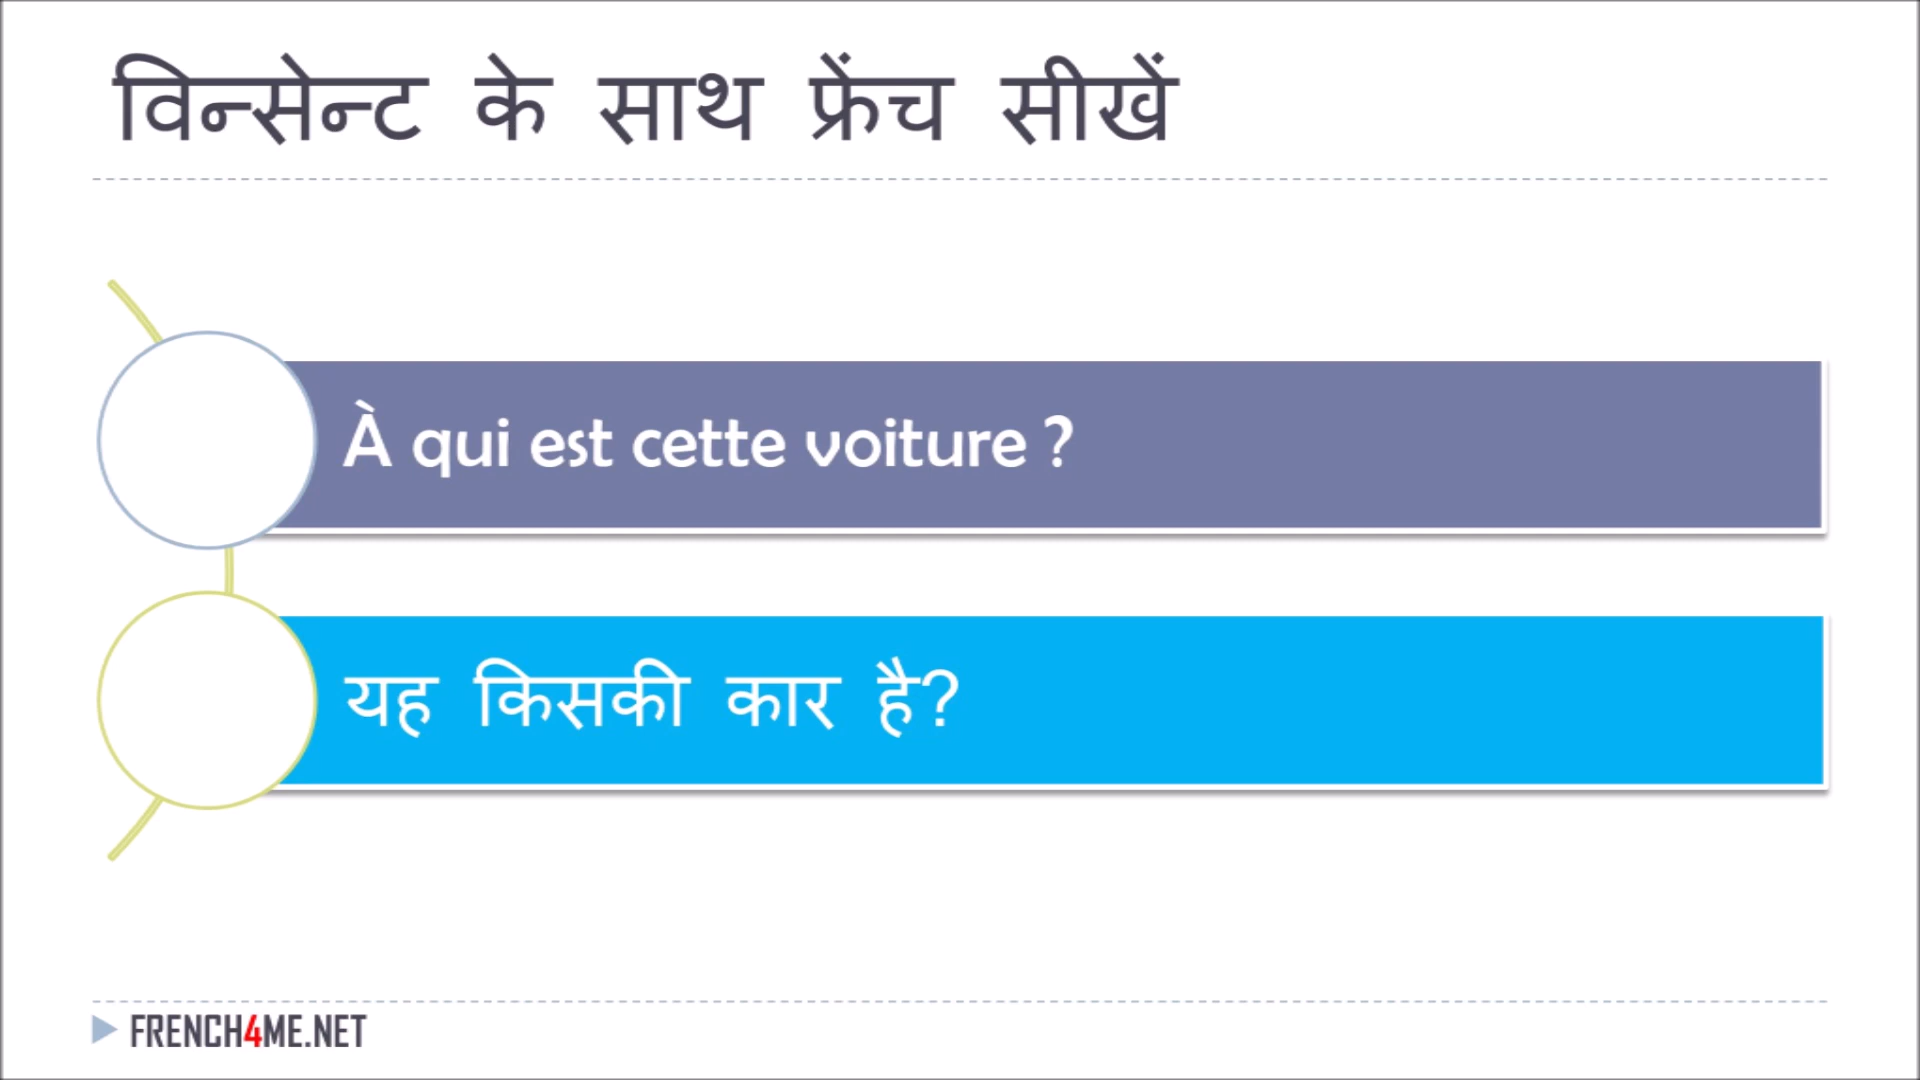 विन्सेन्ट के साथ फ्रेंच सीखें
À qui est cette voiture ?
यह किसकी कार है?
FRENCH4ME.NET